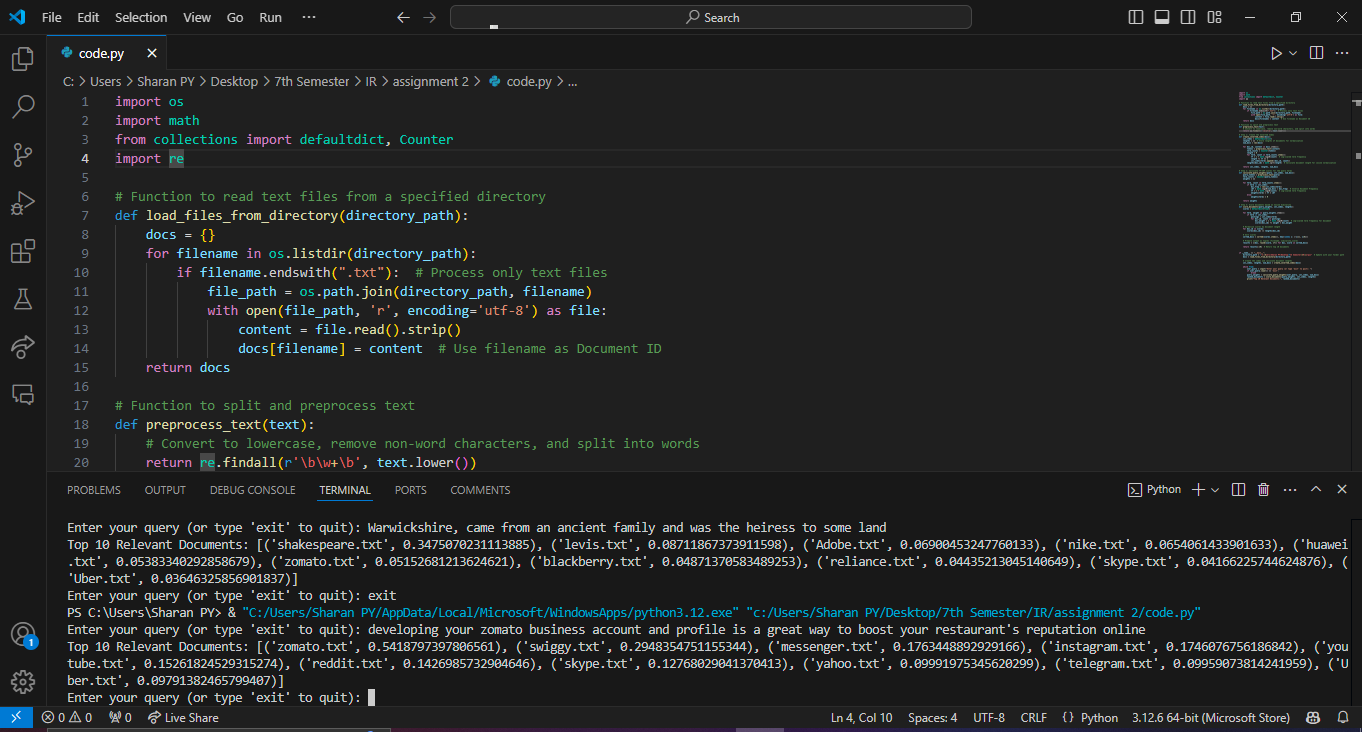 File Edit Selection View Go Run ··· Search
code.py
C: > Users > Sharan PY > Desktop > 7th Semester > IR > assignment 2 > code.py > ...
1 import os
2 import math
3 from collections import defaultdict, Counter
4 import re
5
6 # Function to read text files from a specified directory
7 def load_files_from_directory(directory_path):
8 docs = {}
9 for filename in os.listdir(directory_path):
10 if filename.endswith(".txt"): # Process only text files
11 file_path = os.path.join(directory_path, filename)
12 with open(file_path, 'r', encoding='utf-8') as file:
13 content = file.read().strip()
14 docs[filename] = content # Use filename as Document ID
15 return docs
16
17 # Function to split and preprocess text
18 def preprocess_text(text):
19 # Convert to lowercase, remove non-word characters, and split into words
20 return re.findall(r'\b\w+\b', text.lower())
PROBLEMS OUTPUT DEBUG CONSOLE TERMINAL PORTS COMMENTS Python
Enter your query (or type 'exit' to quit): Warwickshire, came from an ancient family and was the heiress to some land
Top 10 Relevant Documents: [('shakespeare.txt', 0.3475070231113885), ('levis.txt', 0.08711867373911598), ('Adobe.txt', 0.06900453247760133), ('nike.txt', 0.0654061433901633), ('huawei
.txt', 0.05383340292858679), ('zomato.txt', 0.05152681213624621), ('blackberry.txt', 0.04871370583489253), ('reliance.txt', 0.04435213045140649), ('skype.txt', 0.04166225744624876), (
'Uber.txt', 0.03646325856901837)]
Enter your query (or type 'exit' to quit): exit
PS C:\Users\Sharan PY> & "C:/Users/Sharan PY/AppData/Local/Microsoft/WindowsApps/python3.12.exe" "c:/Users/Sharan PY/Desktop/7th Semester/IR/assignment 2/code.py"
Enter your query (or type 'exit' to quit): developing your zomato business account and profile is a great way to boost your restaurant's reputation online
Top 10 Relevant Documents: [('zomato.txt', 0.5418797397806561), ('swiggy.txt', 0.2948354751155344), ('messenger.txt', 0.1763448892929166), ('instagram.txt', 0.1746076756186842), ('you
tube.txt', 0.15261824529315274), ('reddit.txt', 0.1426985732904646), ('skype.txt', 0.12768029041370413), ('yahoo.txt', 0.09991975345620299), ('telegram.txt', 0.09959073814241959), ('U
ber.txt', 0.09791382465799407)]
Enter your query (or type 'exit' to quit):
1
0 0 0 Live Share Ln 4, Col 10 Spaces: 4 UTF-8 CRLF {} Python 3.12.6 64-bit (Microsoft Store)